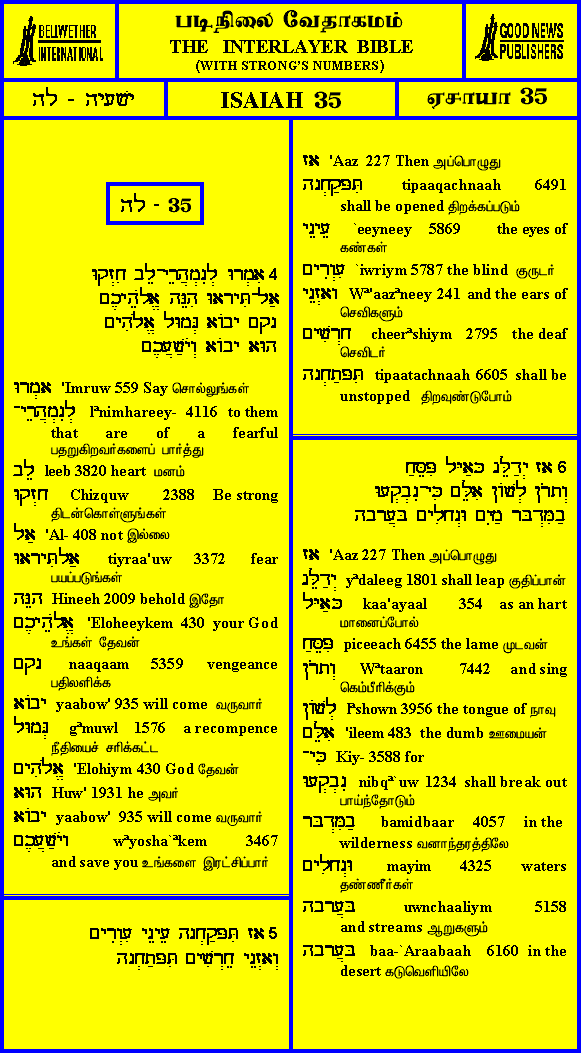 BELLWETHER
INTERNATIONAL
படிநிலை வேதாகமம்
THE INTERLAYER BIBLE
(WITH STRONG'S NUMBERS)
GOOD NEWS
PUBLISHERS
ישעיה - לה
ISAIAH 35
ஏசாயா 35
לה - 35
4 אִמְרוּ לְנִמְהֲרֵי־לֵב חִזְקוּ
אַל־תִּירָאוּ הִנֵּה אֱלֹהֵיכֶם
נָקָם יָבוֹא גְּמוּל אֱלֹהִים
הוּא יָבוֹא וְיֹשַׁעֲכֶם
אִמְרוּ 'Imruw 559 Say சொல்லுங்கள்
לְנִמְהֲרֵי־ lªnimhareey- 4116 to them
that are of a fearful
பதறுகிறவர்களைப் பார்த்து
לֵב leeb 3820 heart மனம்
חִזְקוּ Chizquw 2388 Be strong
திடன்கொள்ளுங்கள்
אַל 'Al- 408 not இல்லை
אַלתִּירָאוּ tiyraa'uw 3372 fear
பயப்படுங்கள்
הִנֵּה Hineeh 2009 behold இதோ
אֱלֹהֵיכֶם 'Eloheeykem 430 your God
உங்கள் தேவன்
נָקָם naaqaam 5359 vengeance
பதிலளிக்க
יָבוֹא yaabow' 935 will come வருவார்
גְּמוּל gªmuwl 1576 a recompence
நீதியைச் சரிக்கட்ட
אֱלֹהִים 'Elohiym 430 God தேவன்
הוּא Huw' 1931 he அவர்
יָבוֹא yaabow' 935 will come வருவார்
וְיֹשַׁעֲכֶם wªyosha`ªkem 3467
and save you உங்களை இரட்சிப்பார்
5 אָז תִּפָּקַחְנָה עֵינֵי עִוְרִים
וְאָזְנֵי חֵרְשִׁים תִּפָּתַחְנָה
אָז 'Aaz 227 Then அப்பொழுது
תִּפָּקַחְנָה tipaaqachnaah 6491
shall be opened திறக்கப்படும்
עֵינֵי `eeyneey 5869 the eyes of
கண்கள்
עִוְרִים `iwriym 5787 the blind குருடர்
וְאָזְנֵי Wª'aazªneey 241 and the ears of
செவிகளும்
חֵרְשִׁים cheerªshiym 2795 the deaf
செவிடர்
תִּפָּתַחְנָה tipaatachnaah 6605 shall be
unstopped திறவுண்டுபோம்
6 אָז יְדַלֵּג כָּאַיָּל פִּסֵּחַ
וְתָרֹן לְשׁוֹן אִלֵּם כִּי־נִבְקְעוּ
בַמִּדְבָּר מַיִם וּנְחָלִים בָּעֲרָבָה
אָז 'Aaz 227 Then அப்பொழுது
יְדַלֵּג yªdaleeg 1801 shall leap குதிப்பான்
כָּאַיָּל kaa'ayaal 354 as an hart
மானைப்போல்
פִּסֵּחַ piceeach 6455 the lame முடவன்
וְתָרֹן Wªtaaron 7442 and sing
கெம்பீரிக்கும்
לְשׁוֹן lªshown 3956 the tongue of நாவு
אִלֵּם 'ileem 483 the dumb ஊமையன்
כִּי־ Kiy- 3588 for
נִבְקְעוּ nibqª`uw 1234 shall break out
பாய்ந்தோடும்
בַמִּדְבָּר bamidbaar 4057 in the
wilderness வனாந்தரத்திலே
וּנְחָלִים mayim 4325 waters
தண்ணீர்கள்
בָּעֲרָבָה uwnchaaliym 5158
and streams ஆறுகளும்
בָּעֲרָבָה baa-`Araabaah 6160 in the
desert கடுவெளியிலே